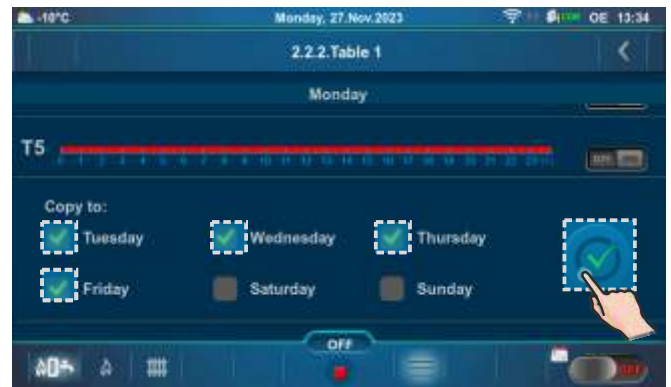 -10°C Monday, 27.Nov.2023 OE 13:34
2.2.2.Table 1
Monday
T5
Copy to:
Tuesday Wednesday Thursday
Friday Saturday Sunday
OFF
OFF